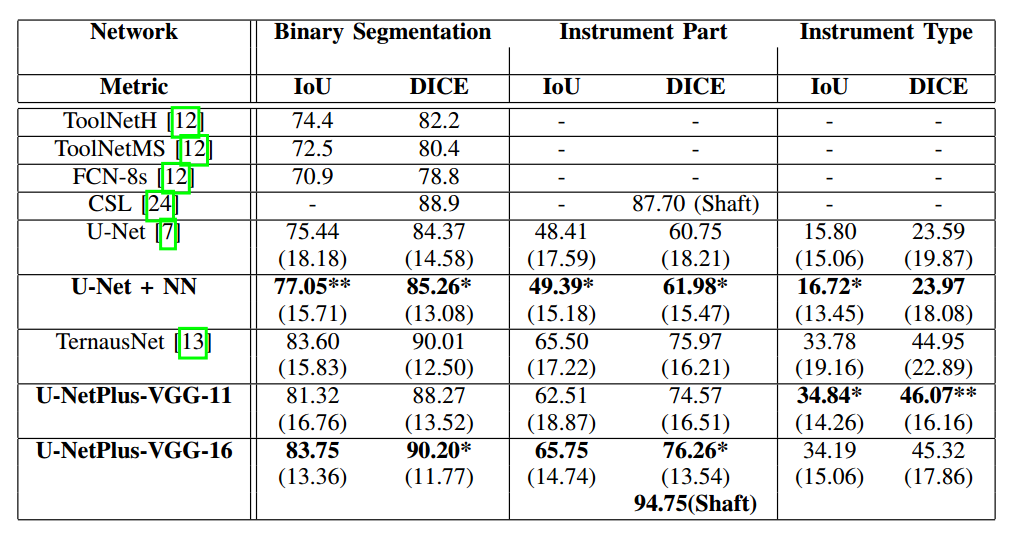 Network Binary Segmentation Instrument Part Instrument Type
Metric IoU DICE IoU DICE IoU DICE
ToolNetH [12] 74.4 82.2 - - - -
ToolNetMS [12] 72.5 80.4 - - - -
FCN-8s [12] 70.9 78.8 - - - -
CSL [24] - 88.9 - 87.70 (Shaft) - -
U-Net [7] 75.44 84.37 48.41 60.75 15.80 23.59
(18.18) (14.58) (17.59) (18.21) (15.06) (19.87)
U-Net + NN 77.05** 85.26* 49.39* 61.98* 16.72* 23.97
(15.71) (13.08) (15.18) (15.47) (13.45) (18.08)
TernausNet [13] 83.60 90.01 65.50 75.97 33.78 44.95
(15.83) (12.50) (17.22) (16.21) (19.16) (22.89)
U-NetPlus-VGG-11 81.32 88.27 62.51 74.57 34.84* 46.07**
(16.76) (13.52) (18.87) (16.51) (14.26) (16.16)
U-NetPlus-VGG-16 83.75 90.20* 65.75 76.26* 34.19 45.32
(13.36) (11.77) (14.74) (13.54) (15.06) (17.86)
94.75(Shaft)